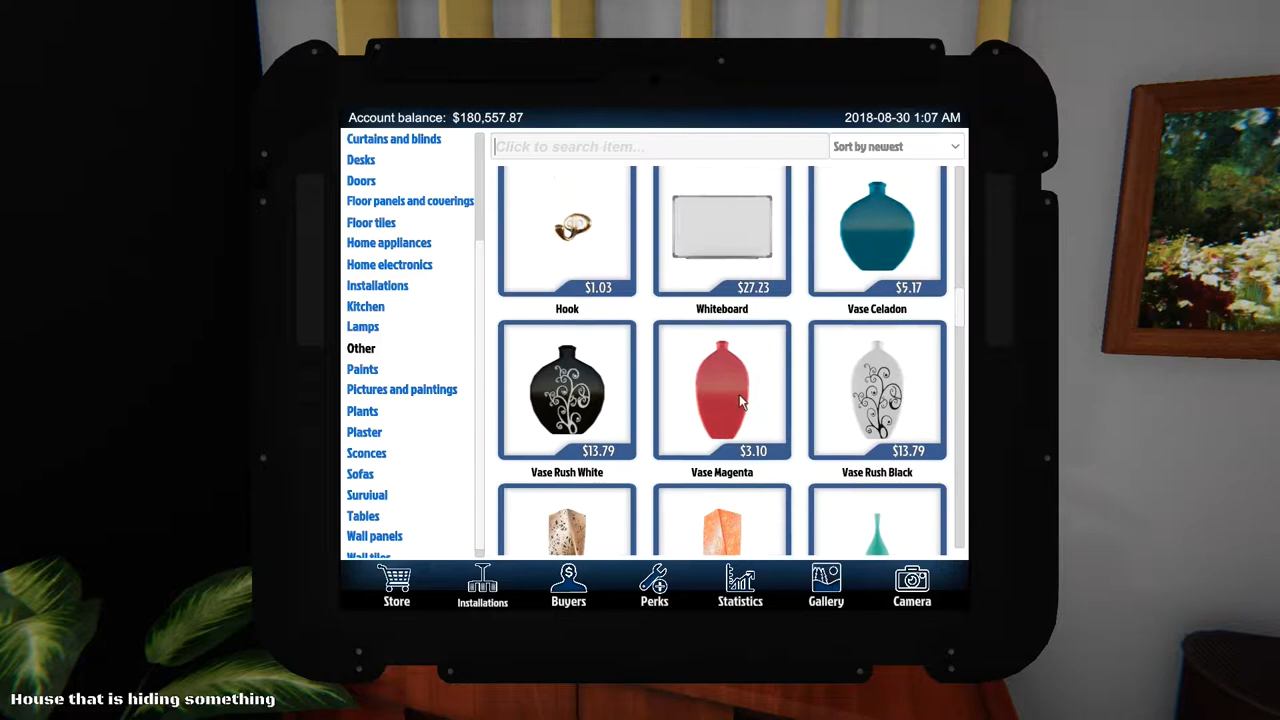 Account balance: $180,557.87
2018-08-30 1:07 AM
Curtains and blinds
Desks
Doors
Floor panels and coverings
Floor tiles
Home appliances
Home electronics
Installations
Kitchen
Lamps
Other
Paints
Pictures and paintings
Plants
Plaster
Sconces
Sofas
Survival
Tables
Wall panels
Wall tiles
Click to search item...
Sort by newest
$1.03
$27.23
$5.17
Hook
Whiteboard
Vase Celadon
$13.79
$3.10
$13.79
Vase Rush White
Vase Magenta
Vase Rush Black
Store
Installations
Buyers
Perks
Statistics
Gallery
Camera
House that is hiding something